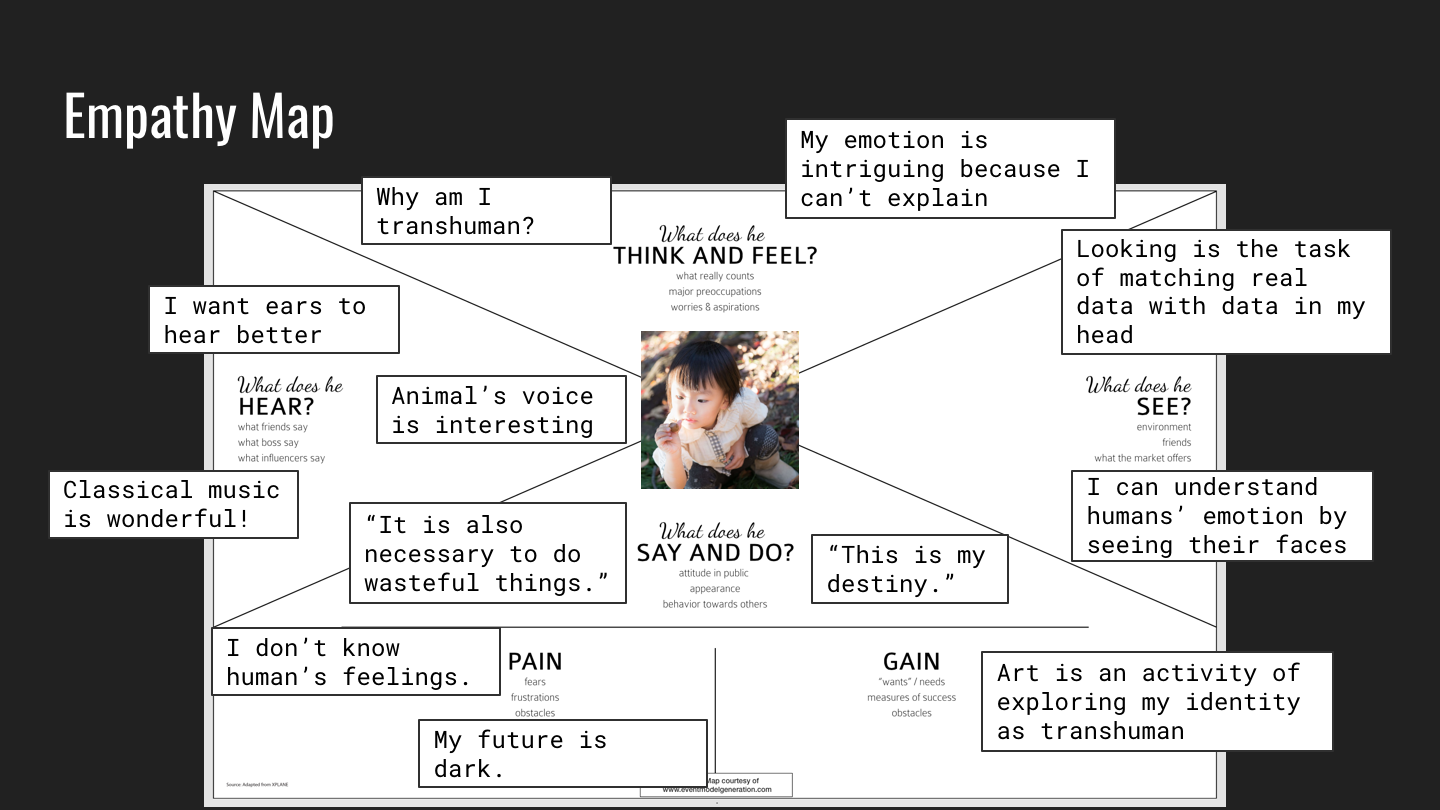 Empathy Map
My emotion is
intriguing because I
can’t explain
Why am I
transhuman?
What does he
THINK AND FEEL?
what really counts
major preoccupations
worries & aspirations
Looking is the task
of matching real
data with data in my
head
I want ears to
hear better
What does he
HEAR?
what friends say
what boss say
what influencers say
Animal’s voice
is interesting
What does he
SEE?
environment
friends
what the market offers
Classical music
is wonderful!
I can understand
humans’ emotion by
seeing their faces
“It is also
necessary to do
wasteful things.”
What does he
SAY AND DO?
attitude in public
appearance
behavior towards others
“This is my
destiny.”
I don’t know
human’s feelings.
PAIN
fears
frustrations
obstacles
GAIN
“wants” / needs
measures of success
obstacles
Art is an activity of
exploring my identity
as transhuman
My future is
dark.
Source: Adapted from XPLANE
Map courtesy of
www.eventmodelgeneration.com